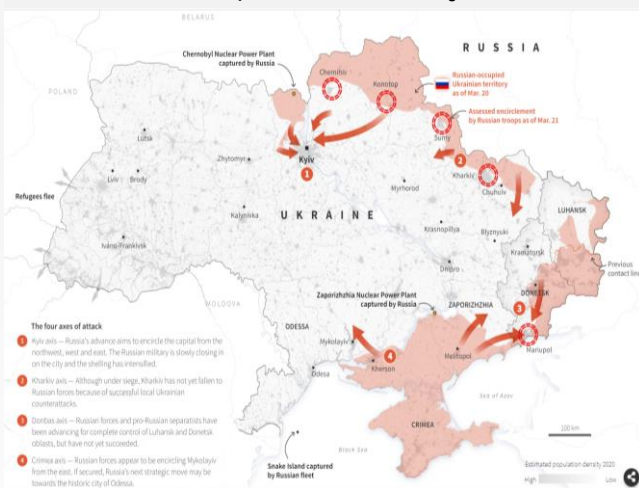 BELARUS
RUSSIA
POLAND
Chernobyl Nuclear Power Plant
captured by Russia
Chernihiv
Konotop
Russian-occupied
Ukrainian territory
as of Mar. 20
Assessed encirclement
by Russian troops as of Mar. 21
Sumy
Lutsk
Zhytomyr
Kyiv
1
2
Kharkiv
Chuhuiv
Lviv
Brody
Refugees flee
Myrhorod
LUHANSK
UKRAINE
Kalynivka
Krasnopillya
Blyznyuki
Ivano-Frankivsk
Kramatorsk
Previous
contact line
Dnipro
MOLDOVA
Zaporizhzhia Nuclear Power Plant
captured by Russia
ZAPORIZHZHIA
DONETSK
3
The four axes of attack
ODESSA
Mykolayiv
4
Melitopol
Mariupol
Kherson
Odesa
Sea of Azov
CRIMEA
100 km
Black Sea
Snake Island captured
by Russian fleet
1 Kyiv axis — Russia's advance aims to encircle the capital from the
northwest, west and east. The Russian military is slowly closing in
on the city and the shelling has intensified.
2 Kharkiv axis — Although under siege, Kharkiv has not yet fallen to
Russian forces because of successful local Ukrainian
counterattacks.
3 Donbas axis — Russian forces and pro-Russian separatists have
been advancing for complete control of Luhansk and Donetsk
oblasts, but have not yet succeeded.
4 Crimea axis — Russian forces appear to be encircling Mykolayiv
from the east. If secured, Russia's next strategic move may be
towards the historic city of Odessa.
Estimated population density 2020
High
Low